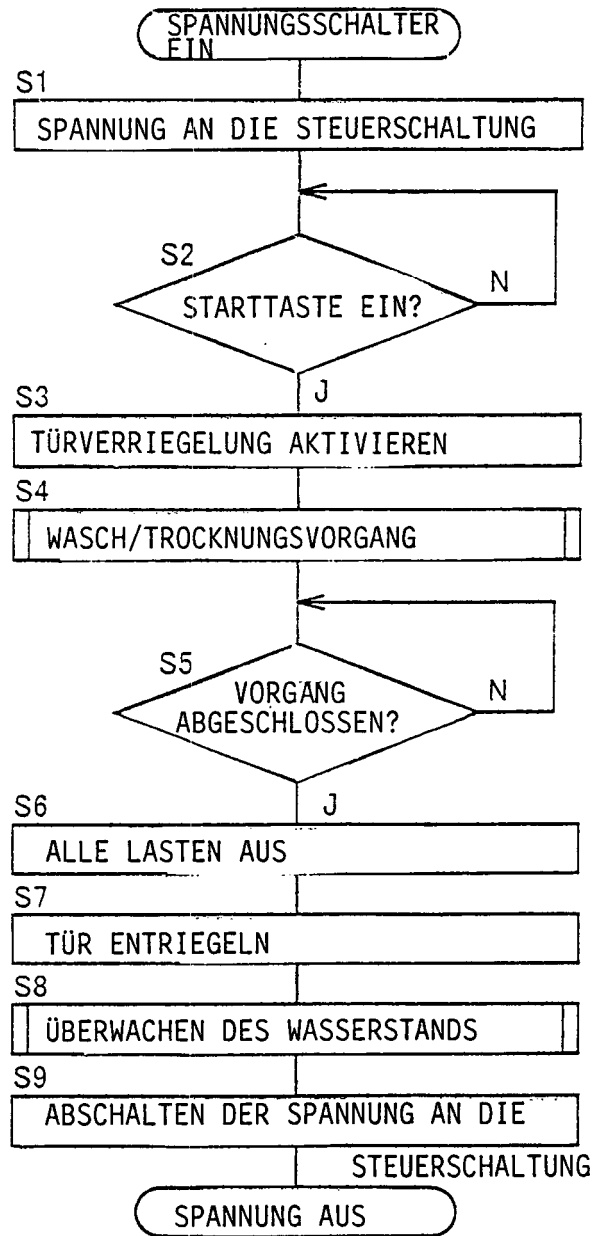 SPANNUNGSSCHALTER
EIN
S1
SPANNUNG AN DIE STEUERSCHALTUNG
S2
STARTTASTE EIN?
N
J
S3
TÜRVERRIEGELUNG AKTIVIEREN
S4
WASCH/TROCKNUNGSVORGANG
S5
VORGANG
ABGESCHLOSSEN?
N
J
S6
ALLE LASTEN AUS
S7
TÜR ENTRIEGELN
S8
ÜBERWACHEN DES WASSERSTANDS
S9
ABSCHALTEN DER SPANNUNG AN DIE
STEUERSCHALTUNG
SPANNUNG AUS